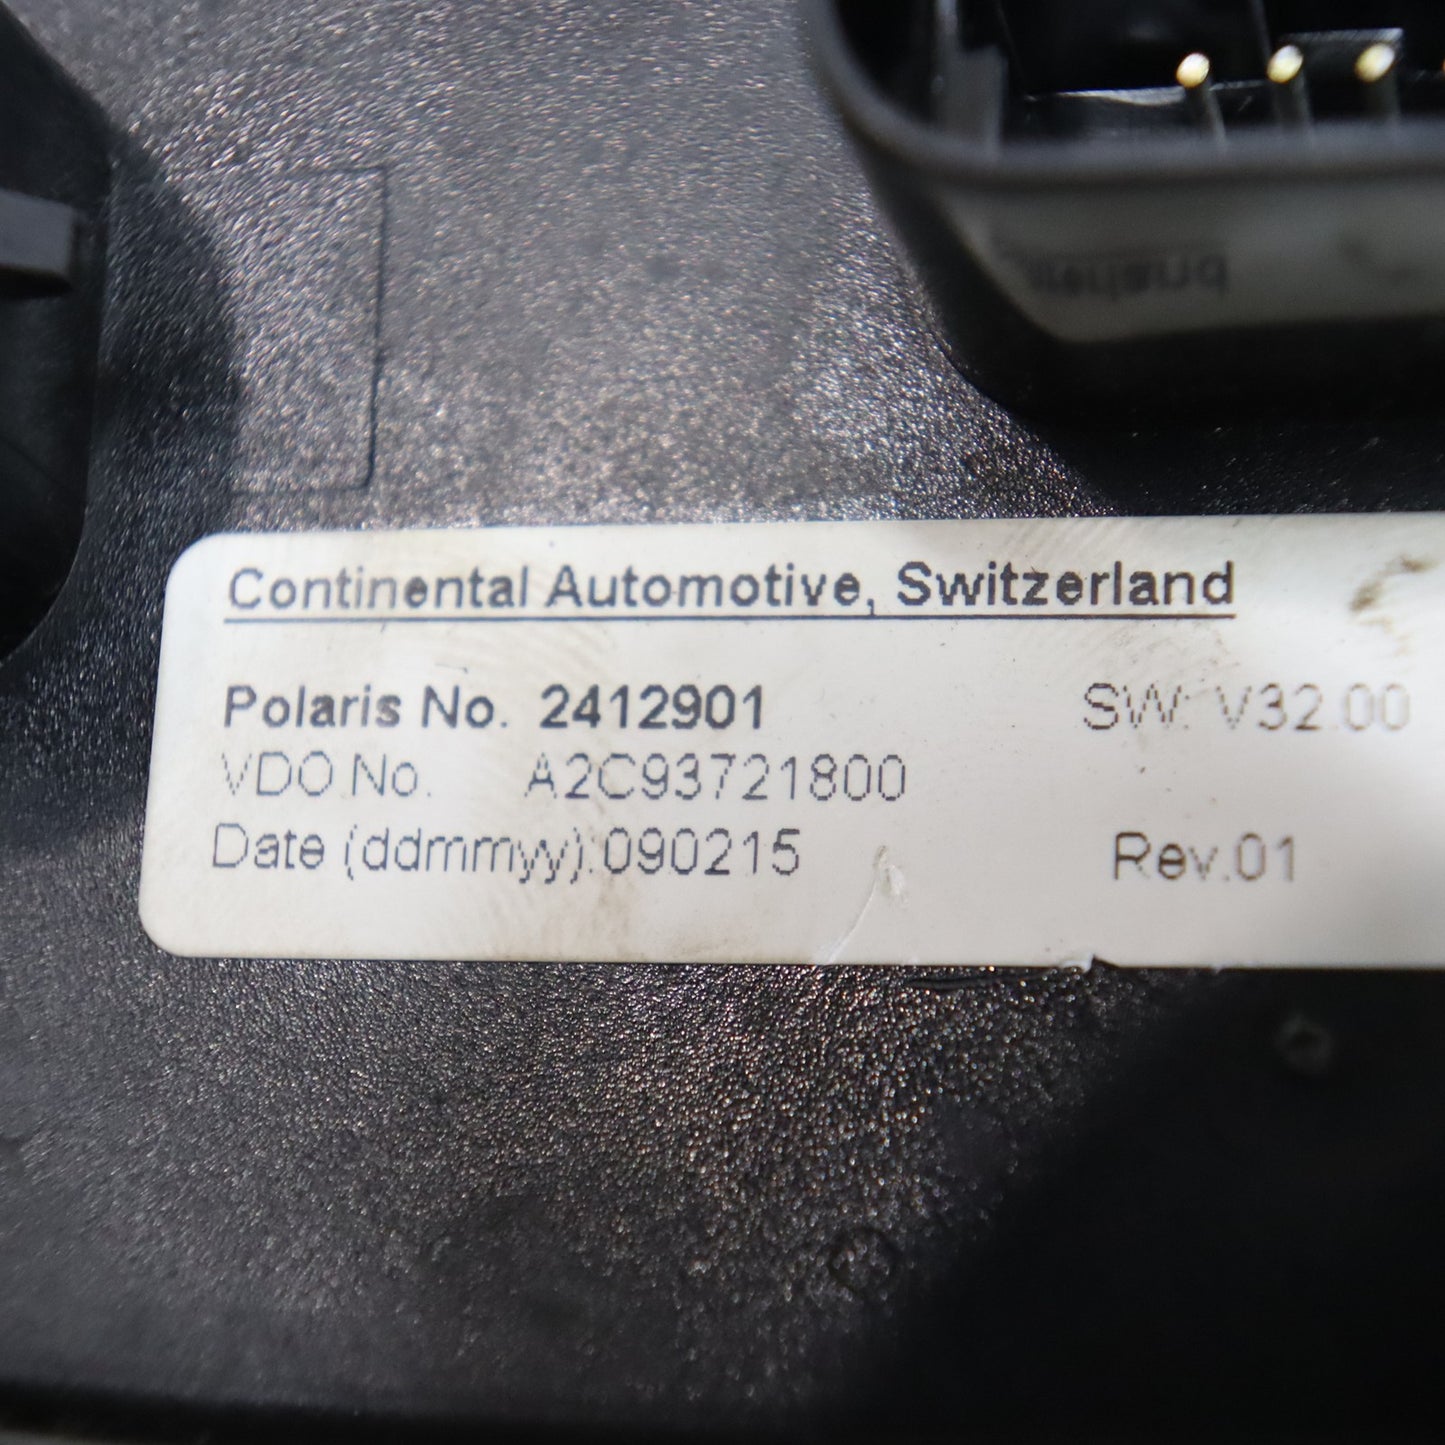 Continental Automotive, Switzerland
Polaris No. 2412901 SW: V32.00
VDO No. A2C93721800
Date (ddmmyy):090215 Rev.01